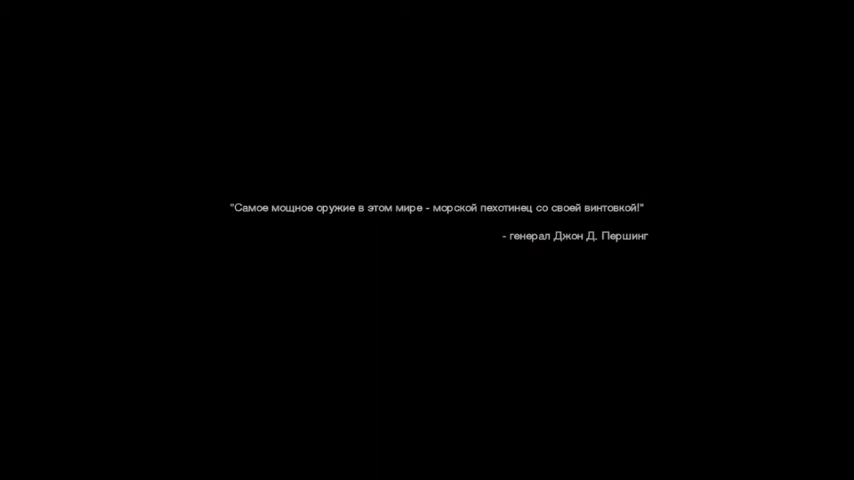 "Самое мощное оружие в этом мире - морской пехотинец со своей винтовкой!"
- генерал Джон Д. Першинг